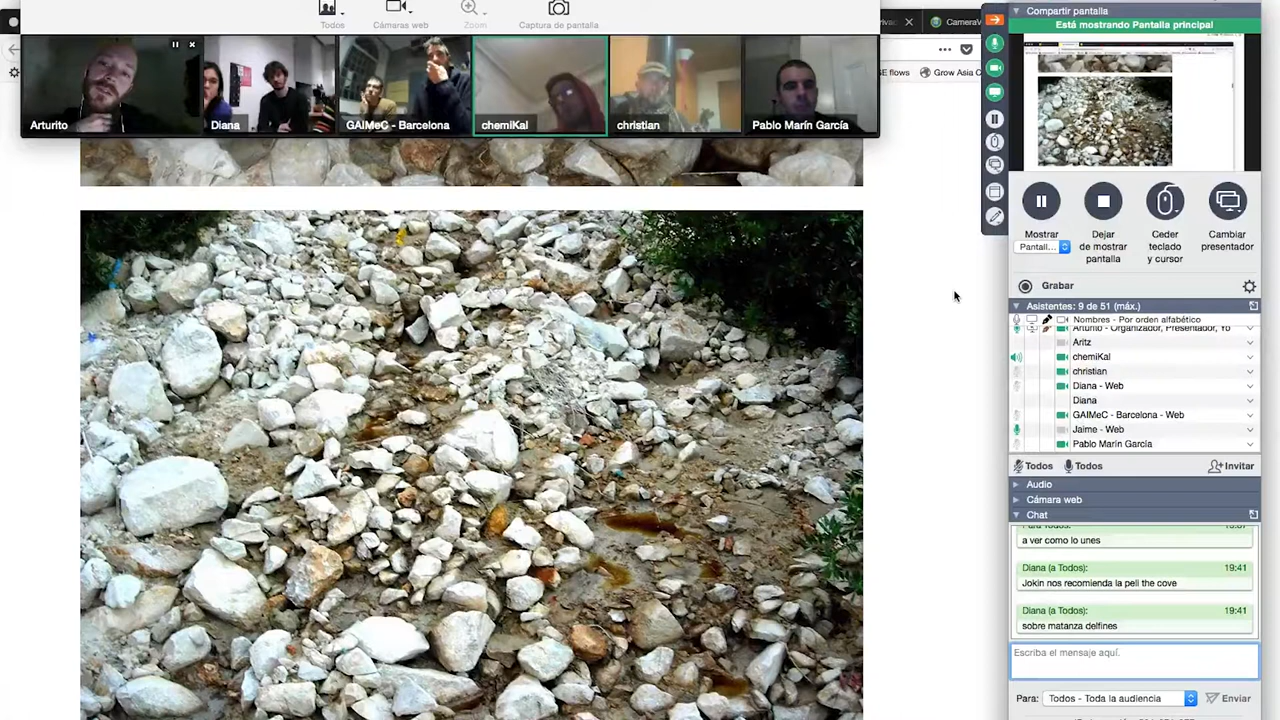 Todos
Cámaras web
Zoom
Captura de pantalla
Arturito
Diana
GAIMeC - Barcelona
chemiKal
christian
Pablo Marín García
CameraV
E flows
Grow Asia C
Compartir pantalla
Está mostrando Pantalla principal
Mostrar
Pantall...
Dejar
de mostrar
pantalla
Ceder
teclado
y cursor
Cambiar
presentador
Grabar
Asistentes: 9 de 51 (máx.)
Nombres - Por orden alfabético
Arturito - Organizador, Presentador, Yo
Aritz
chemiKal
christian
Diana - Web
Diana
GAIMeC - Barcelona - Web
Jaime - Web
Pablo Marín García
Todos
Todos
Invitar
Audio
Cámara web
Chat
a ver como lo unes
Diana (a Todos): 19:41
Jokin nos recomienda la peli the cove
Diana (a Todos): 19:41
sobre matanza delfines
Escriba el mensaje aquí.
Para: Todos - Toda la audiencia
Enviar